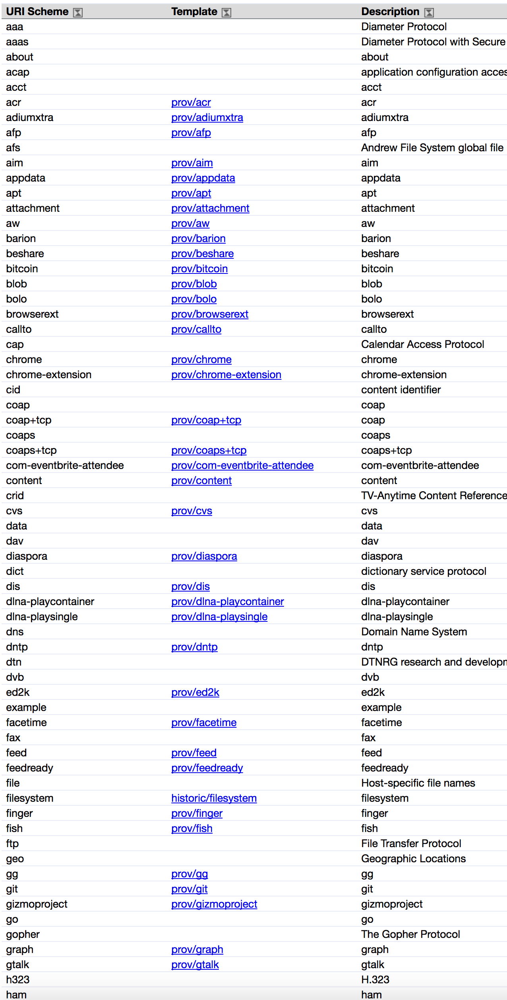 URI Scheme Template Description
aaa Diameter Protocol
aaas Diameter Protocol with Secure
about about
acap application configuration acces
acct acct
acr prov/acr acr
adiumxtra prov/adiumxtra adiumxtra
afp prov/afp afp
afs Andrew File System global file
aim prov/aim aim
appdata prov/appdata appdata
apt prov/apt apt
attachment prov/attachment attachment
aw prov/aw aw
barion prov/barion barion
beshare prov/beshare beshare
bitcoin prov/bitcoin bitcoin
blob prov/blob blob
bolo prov/bolo bolo
browserext prov/browserext browserext
callto prov/callto callto
cap Calendar Access Protocol
chrome prov/chrome chrome
chrome-extension prov/chrome-extension chrome-extension
cid content identifier
coap coap
coap+tcp prov/coap+tcp coap
coaps coaps
coaps+tcp prov/coaps+tcp coaps+tcp
com-eventbrite-attendee prov/com-eventbrite-attendee com-eventbrite-attendee
content prov/content content
crid TV-Anytime Content Reference
cvs prov/cvs cvs
data data
dav dav
diaspora prov/diaspora diaspora
dict dictionary service protocol
dis prov/dis dis
dlna-playcontainer prov/dlna-playcontainer dlna-playcontainer
dlna-playsingle prov/dlna-playsingle dlna-playsingle
dns Domain Name System
dntp prov/dntp dntp
dtn DTNRG research and developm
dvb dvb
ed2k prov/ed2k ed2k
example example
facetime prov/facetime facetime
fax fax
feed prov/feed feed
feedready prov/feedready feedready
file Host-specific file names
filesystem historic/filesystem filesystem
finger prov/finger finger
fish prov/fish fish
ftp File Transfer Protocol
geo Geographic Locations
gg prov/gg gg
git prov/git git
gizmoproject prov/gizmoproject gizmoproject
go go
gopher The Gopher Protocol
graph prov/graph graph
gtalk prov/gtalk gtalk
h323 H.323
ham ham